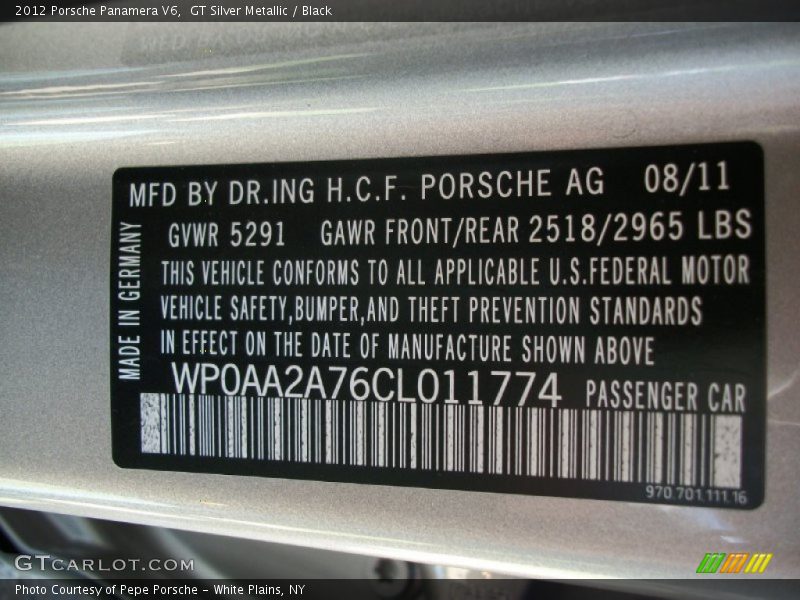 2012 Porsche Panamera V6,  GT Silver Metallic / Black
MFD BY DR.ING H.C.F. PORSCHE AG 08/11
GVWR 5291 GAWR FRONT/REAR 2518/2965 LBS
THIS VEHICLE CONFORMS TO ALL APPLICABLE U.S.FEDERAL MOTOR
VEHICLE SAFETY,BUMPER,AND THEFT PREVENTION STANDARDS
IN EFFECT ON THE DATE OF MANUFACTURE SHOWN ABOVE
MADE IN GERMANY
WP0AA2A76CL011774 PASSENGER CAR
970.701.111.16
GTCARLOT.COM
Photo Courtesy of Pepe Porsche - White Plains, NY